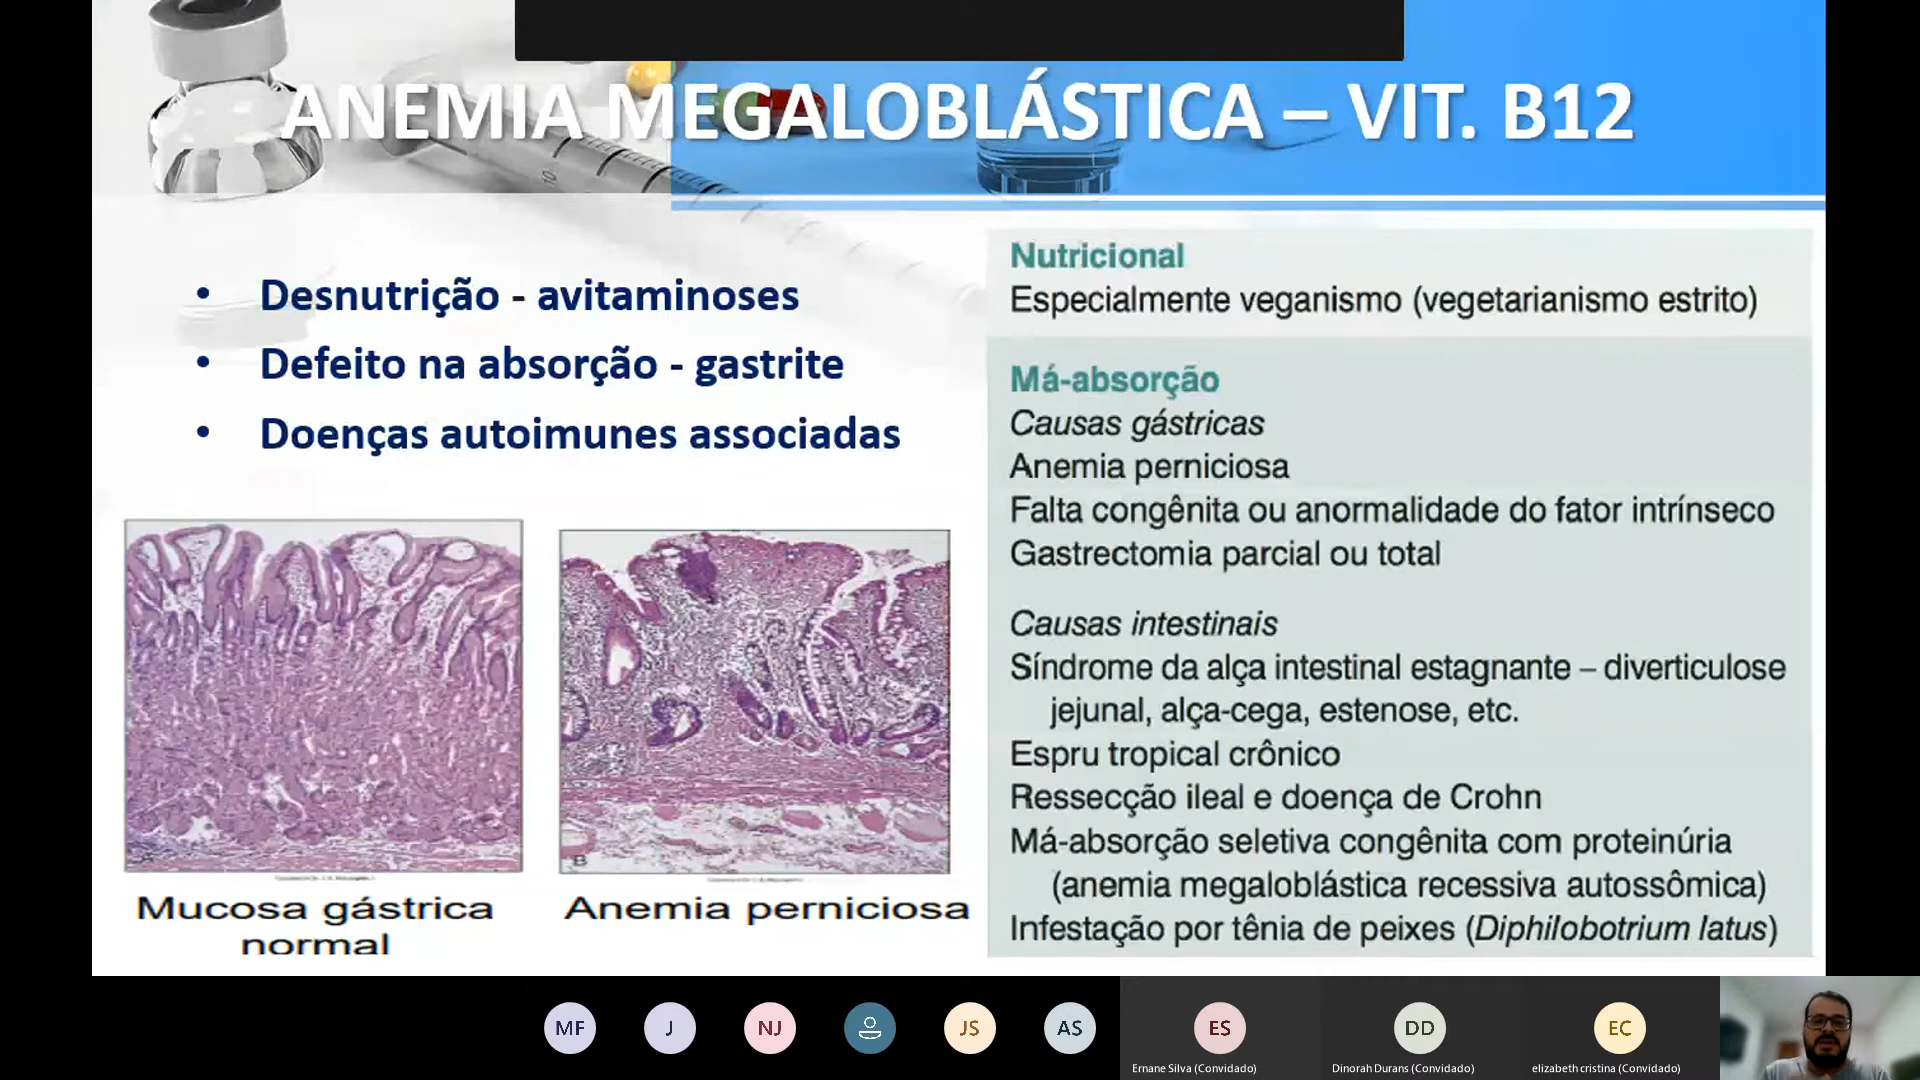 ANEMIA MEGALOBLÁSTICA – VIT. B12
• Desnutrição - avitaminoses
• Defeito na absorção - gastrite
• Doenças autoimunes associadas
Mucosa gástrica
normal
Anemia perniciosa
Nutricional
Especialmente veganismo (vegetarianismo estrito)
Má-absorção
Causas gástricas
Anemia perniciosa
Falta congênita ou anormalidade do fator intrínseco
Gastrectomia parcial ou total
Causas intestinais
Síndrome da alça intestinal estagnante – diverticulose
jejunal, alça-cega, estenose, etc.
Espru tropical crônico
Ressecção ileal e doença de Crohn
Má-absorção seletiva congênita com proteinúria
(anemia megaloblástica recessiva autossômica)
Infestação por tênia de peixes (Diphilobotrium latus)
MF
J
NJ
JS
AS
ES
DD
EC
Ernane Silva (Convidado)
Dinorah Durans (Convidado)
elizabeth cristina (Convidado)